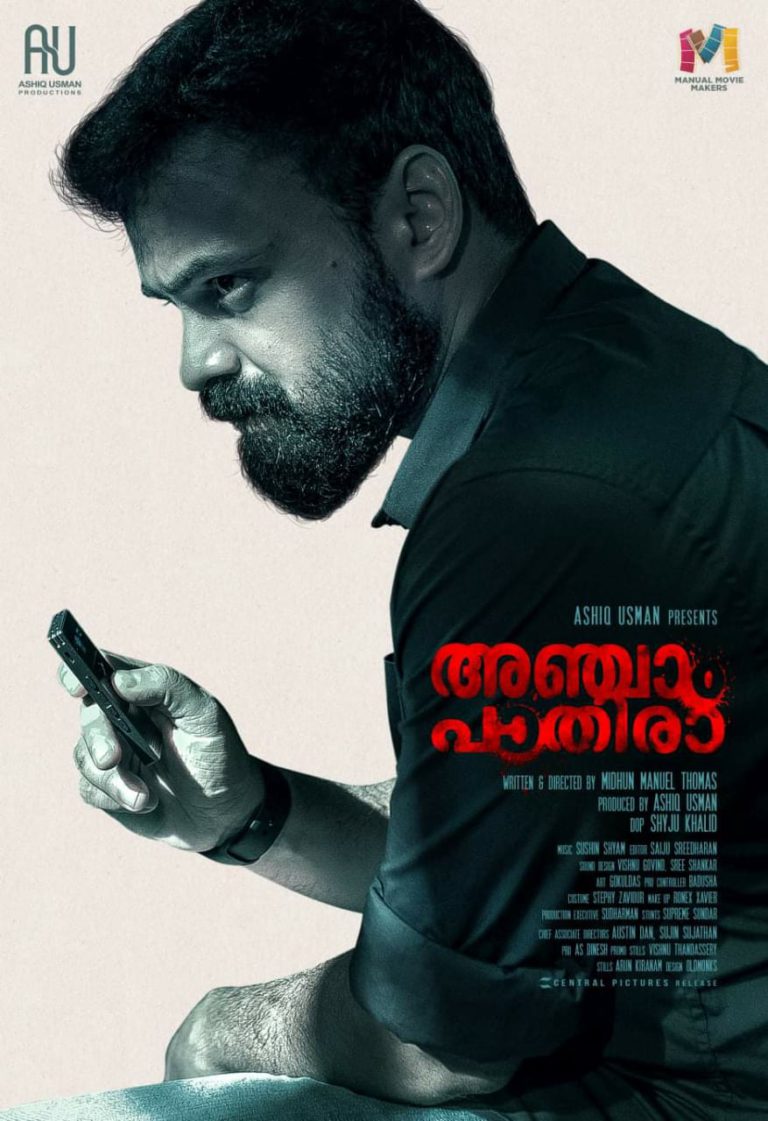 AU
ASHIQ USMAN
PRODUCTIONS
M
MANUAL MOVIE
MAKERS
ASHIQ USMAN PRESENTS
അഞ്ചാം
പാതിരാ
WRITTEN & DIRECTED BY MIDHUN MANUEL THOMAS
PRODUCED BY ASHIQ USMAN
DOP SHYJU KHALID
MUSIC SUSHIN SHYAM EDITOR SAIJU SREEDHARAN
SOUND DESIGN VISHNU GOVIND, SREE SHANKAR
ART GOKULDAS PRO CONTROLLER BADUSHA
COSTUME STEPHY ZAVIOUR MAKE UP RONEX XAVIER
PRODUCTION EXECUTIVE SUDHARMAN STUNTS SUPREME SUNDAR
CHIEF ASSOCIATE DIRECTORS AUSTIN DAN, SUJIN SUJATHAN
PRO AS DINESH PROMO STILLS VISHNU THANDASSERY
STILLS ARUN KIRANAM DESIGN OLDMONKS
CENTRAL PICTURES RELEASE